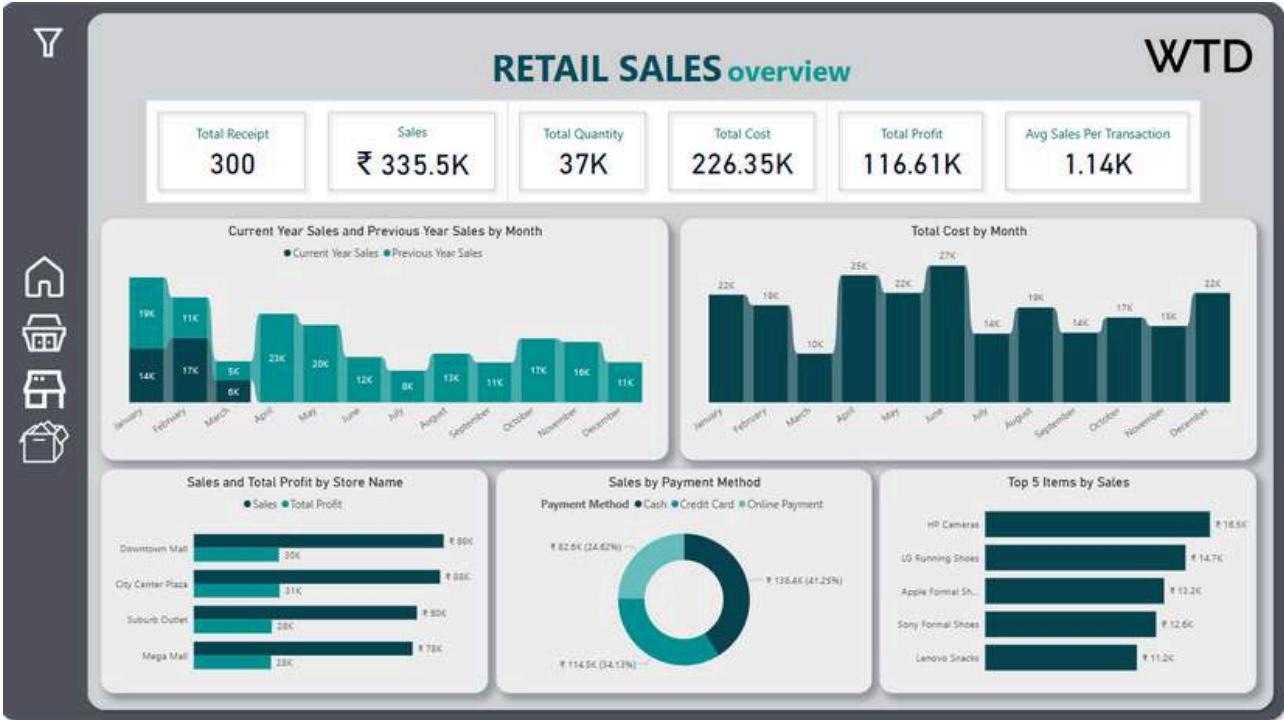 RETAIL SALES overview
WTD
Total Receipt
300
Sales
₹ 335.5K
Total Quantity
37K
Total Cost
226.35K
Total Profit
116.61K
Avg Sales Per Transaction
1.14K
Current Year Sales and Previous Year Sales by Month
Current Year Sales Previous Year Sales
19K 11K 5K 23K 20K 12K 8K 13K 11K 17K 16K 11K
14K 17K 6K
January February March April May June July August September October November December
Total Cost by Month
22K 10K 25K 22K 27K 14K 19K 14K 17K 15K 22K
January February March April May June July August September October November December
Sales and Total Profit by Store Name
Sales Total Profit
Downtown Mall
30K
City Center Plaza ₹ 88K
31K
Suburb Outlet ₹ 80K
28K
Mega Mall ₹ 78K
28K
Sales by Payment Method
Payment Method Cash Credit Card Online Payment
₹ 82.6K (24.62%)
(41.25%)
(34.13%)
Top 5 Items by Sales
HP Cameras
LG Running Shoes ₹ 14.7K
Apple Formal Sh... ₹ 13.2K
Sony Formal Shoes ₹ 12.6K
Lenovo Snacks ₹ 11.2K